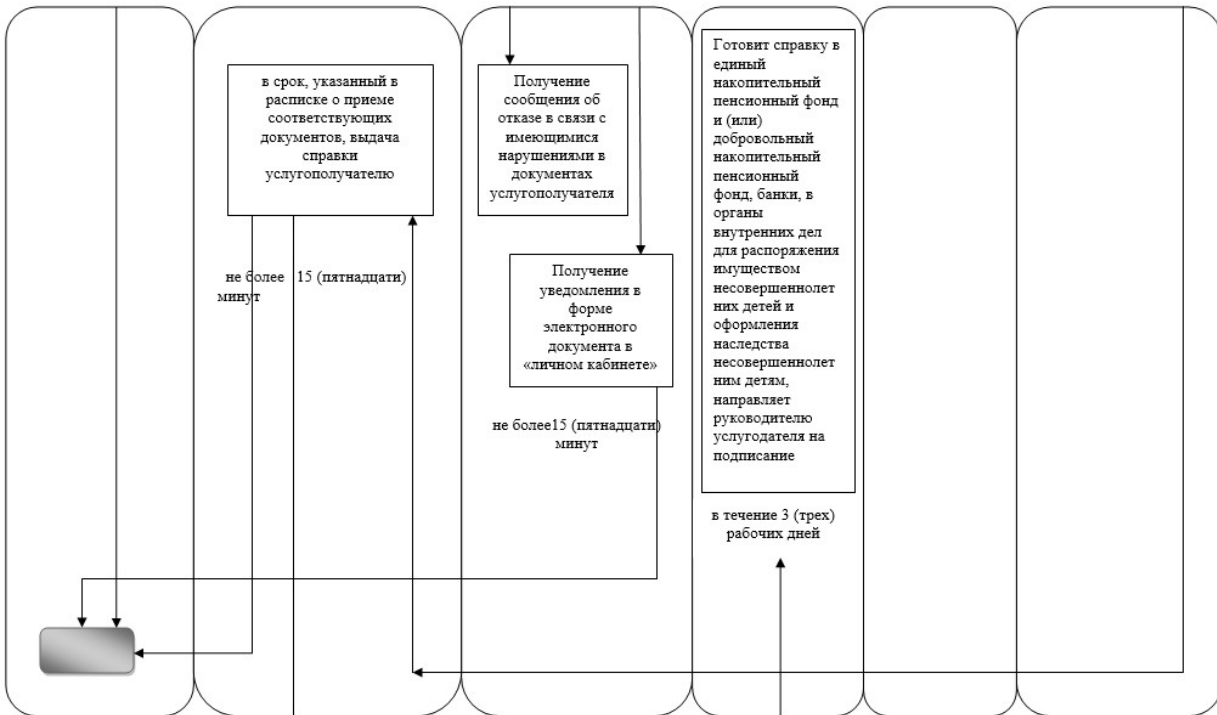 в срок, указанный в
расписке о приеме
соответствующих
документов, выдача
справки
услугополучателю
не более 15 (пятнадцати)
минут
Получение
сообщения об
отказе в связи с
имеющимися
нарушениями в
документах
услугополучателя
Получение
уведомления в
форме
электронного
документа в
«личном кабинете»
не более15 (пятнадцати)
минут
Готовит справку в
единый
накопительный
пенсионный фонд
и (или)
добровольный
накопительный
пенсионный
фонд, банки, в
органы
внутренних дел
для распоряжения
имуществом
несовершеннолет
них детей и
оформления
наследства
несовершеннолет
ним детям,
направляет
руководителю
услугодателя на
подписание
в течение 3 (трех)
рабочих дней